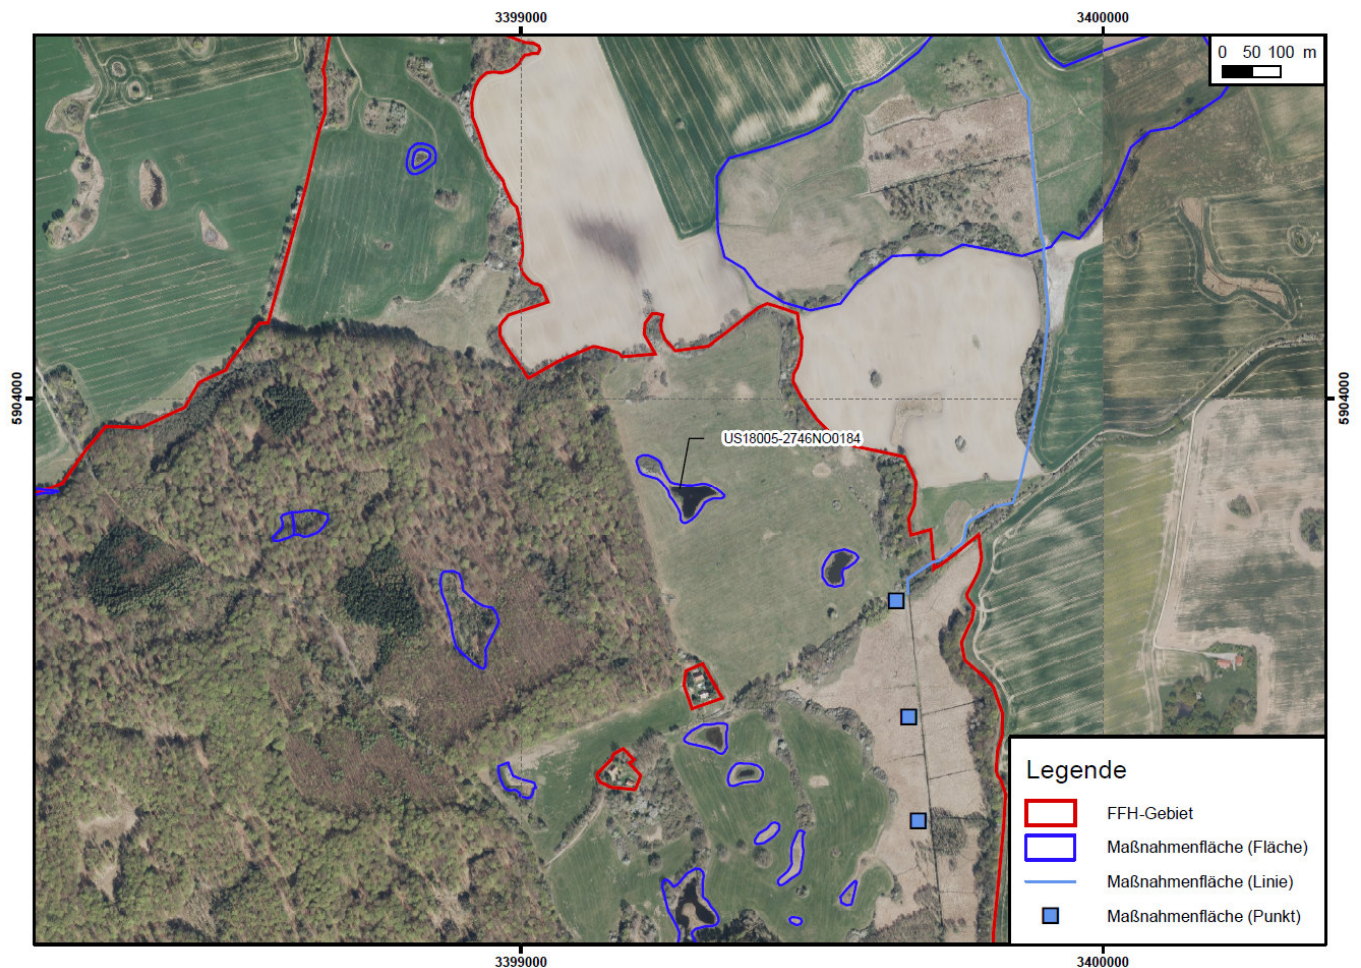 3399000
3400000
0 50 100 m
5904000
5904000
US18005-2746NO0184
Legende
FFH-Gebiet
Maßnahmenfläche (Fläche)
Maßnahmenfläche (Linie)
Maßnahmenfläche (Punkt)
3399000
3400000